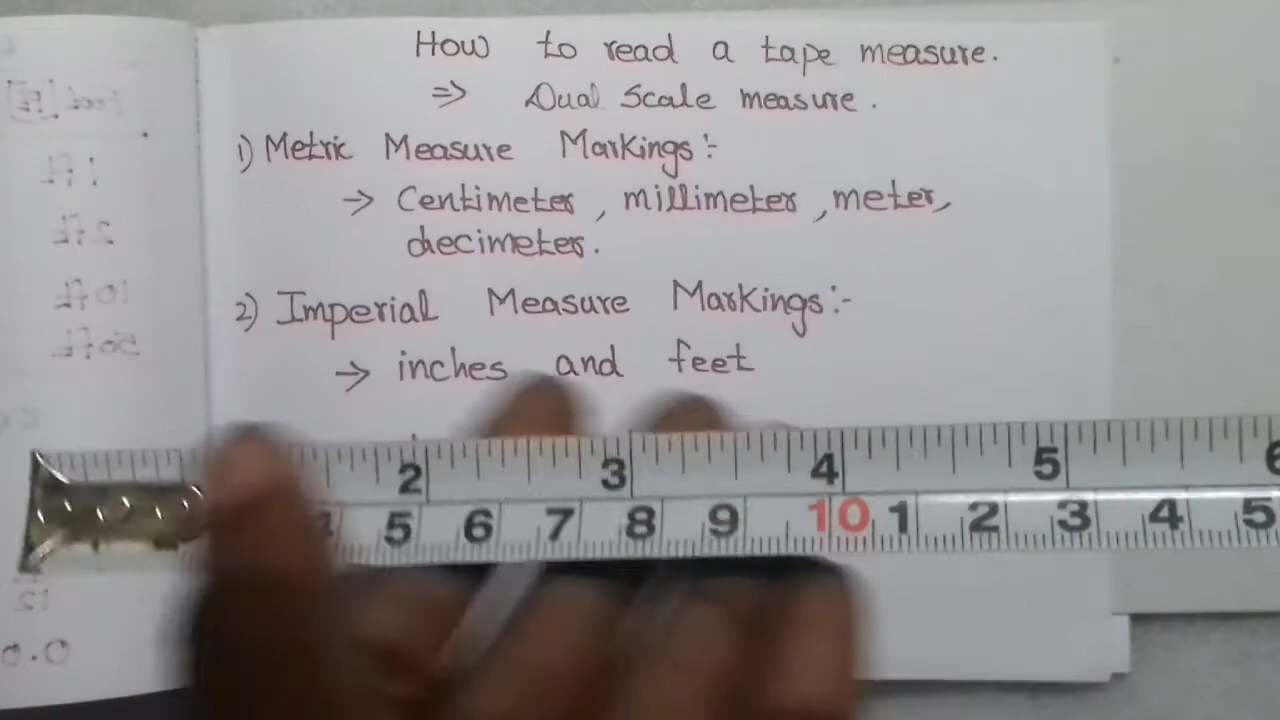 How to read a tape measure.
=> Dual Scale measure.
1) Metric Measure Markings:-
-> Centimeter, millimeter, meter,
decimeter.
2) Imperial Measure Markings:-
-> inches and feet
2 3 4 5 6
5 6 7 8 9 10 1 2 3 4 5